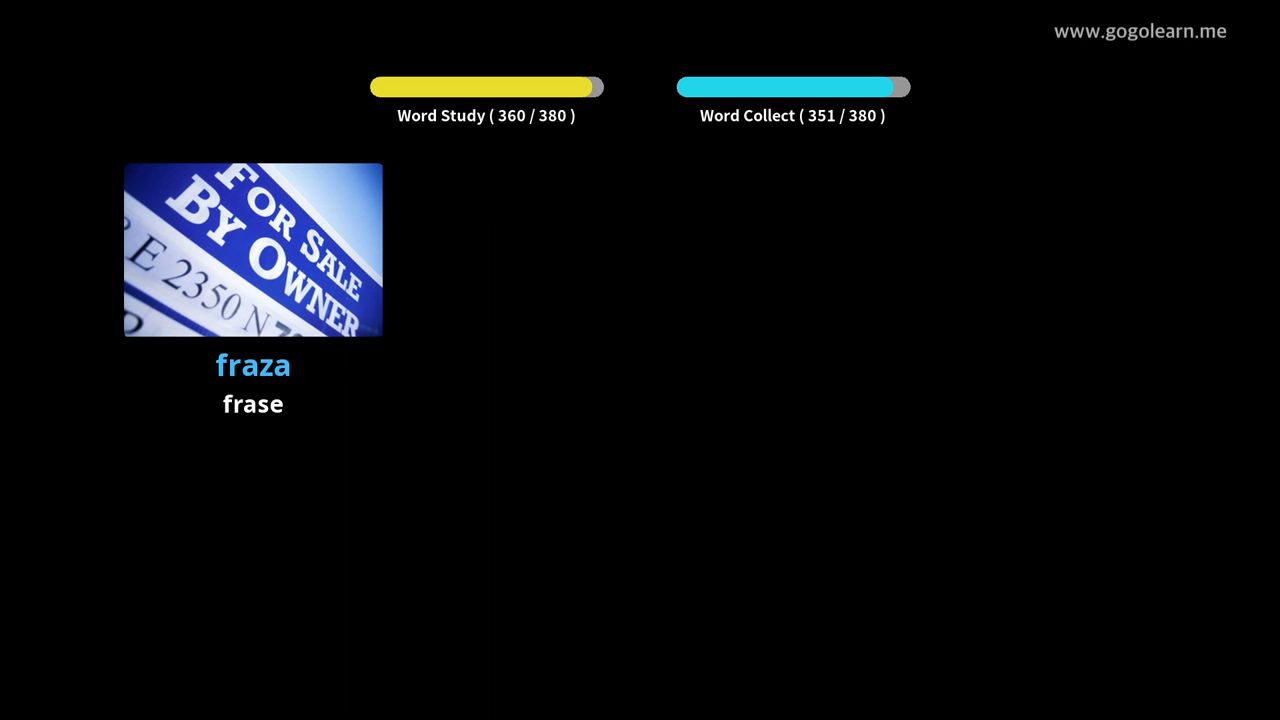 www.gogolearn.me
Word Study ( 360 / 380 )
Word Collect ( 351 / 380 )
FOR SALE
BY OWNER
E 2350 N
fraza
frase